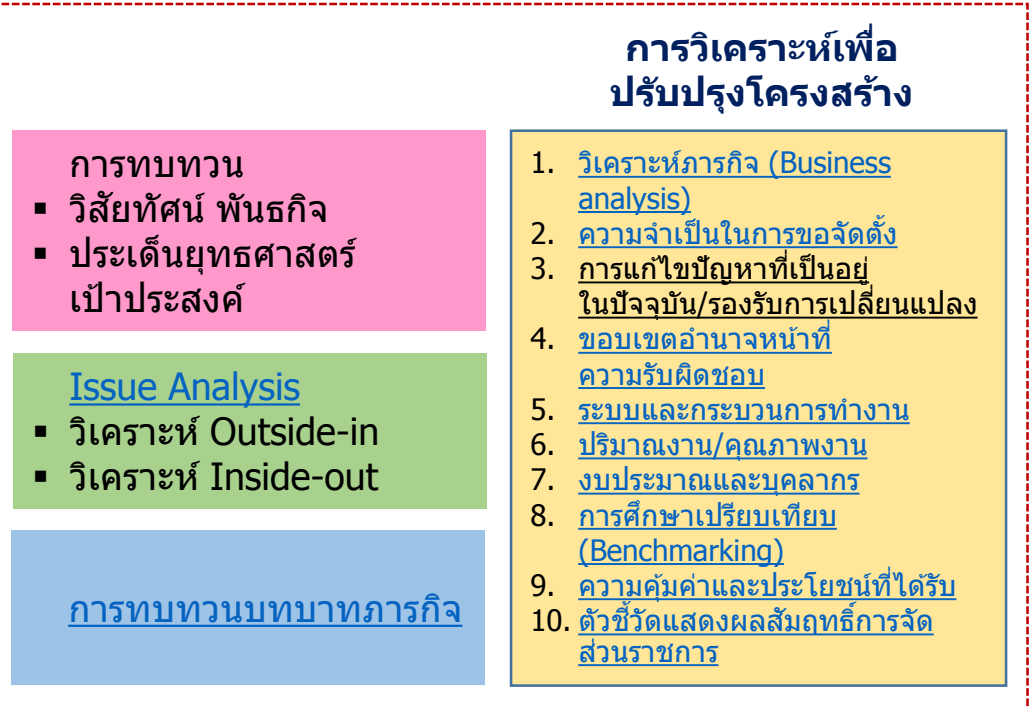 การวิเคราะห์เพื่อ
ปรับปรุงโครงสร้าง
การทบทวน
▪ วิสัยทัศน์ พันธกิจ
▪ ประเด็นยุทธศาสตร์
เป้าประสงค์
Issue Analysis
▪ วิเคราะห์ Outside-in
▪ วิเคราะห์ Inside-out
การทบทวนบทบาทภารกิจ
1. วิเคราะห์ภารกิจ (Business
analysis)
2. ความจำเป็นในการขอจัดตั้ง
3. การแก้ไขปัญหาที่เป็นอยู่
ในปัจจุบัน/รองรับการเปลี่ยนแปลง
4. ขอบเขตอำนาจหน้าที่
ความรับผิดชอบ
5. ระบบและกระบวนการทำงาน
6. ปริมาณงาน/คุณภาพงาน
7. งบประมาณและบุคลากร
8. การศึกษาเปรียบเทียบ
(Benchmarking)
9. ความคุ้มค่าและประโยชน์ที่ได้รับ
10. ตัวชี้วัดแสดงผลสัมฤทธิ์การจัด
ส่วนราชการ